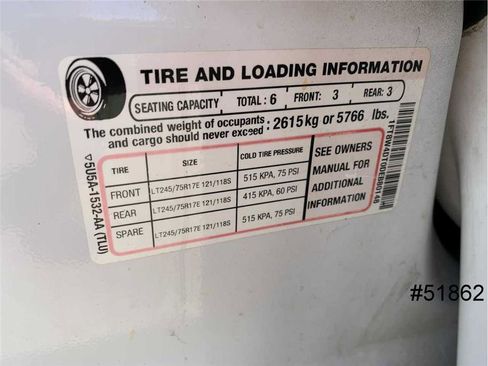 TIRE AND LOADING INFORMATION
SEATING CAPACITY TOTAL : 6 FRONT: 3 REAR: 3
The combined weight of occupants
and cargo should never exceed : 2615kg or 5766 lbs.
TIRE SIZE COLD TIRE PRESSURE
FRONT LT245/75R17E 121/118S 515 KPA, 75 PSI
REAR LT245/75R17E 121/118S 415 KPA, 60 PSI
SPARE LT245/75R17E 121/118S 515 KPA, 75 PSI
SEE OWNERS
MANUAL FOR
ADDITIONAL
INFORMATION
5U5A-1532-AA (TLU)
#51862